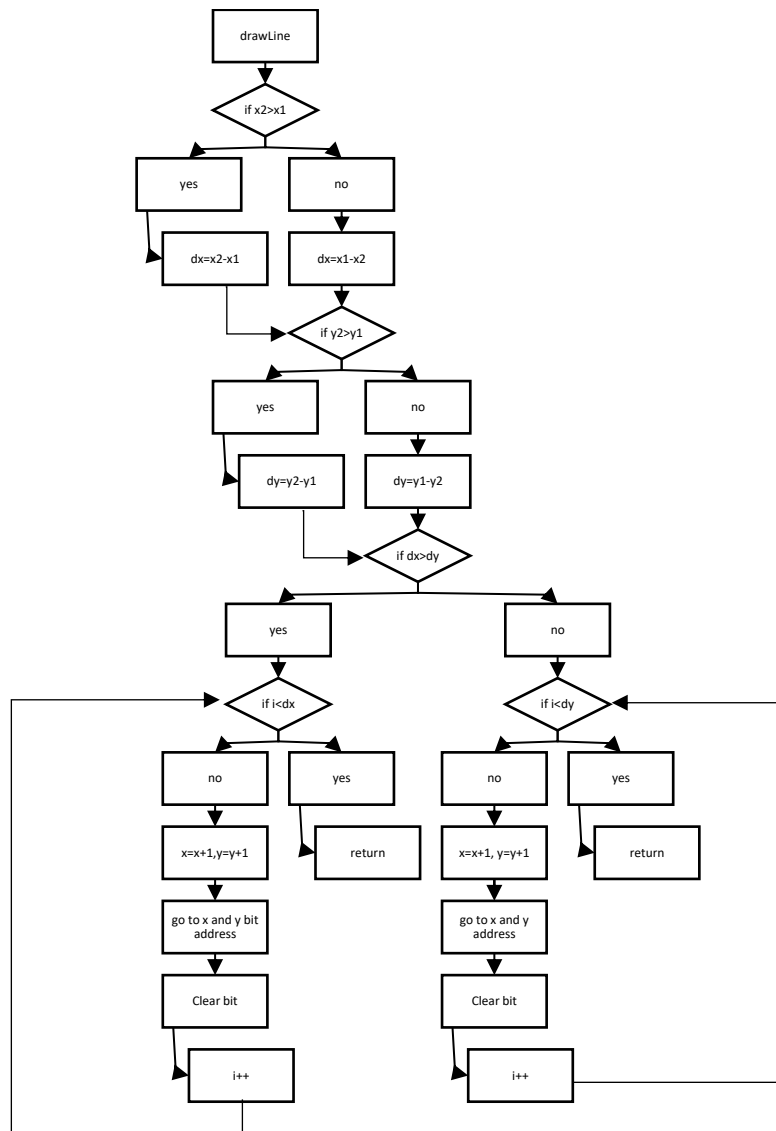 drawLine
if x2>x1
yes
no
dx=x2-x1
dx=x1-x2
if y2>y1
yes
no
dy=y2-y1
dy=y1-y2
if dx>dy
yes
no
if i<dx
if i<dy
no
yes
no
yes
x=x+1,y=y+1
return
x=x+1, y=y+1
return
go to x and y bit
address
go to x and y
address
Clear bit
Clear bit
i++
i++